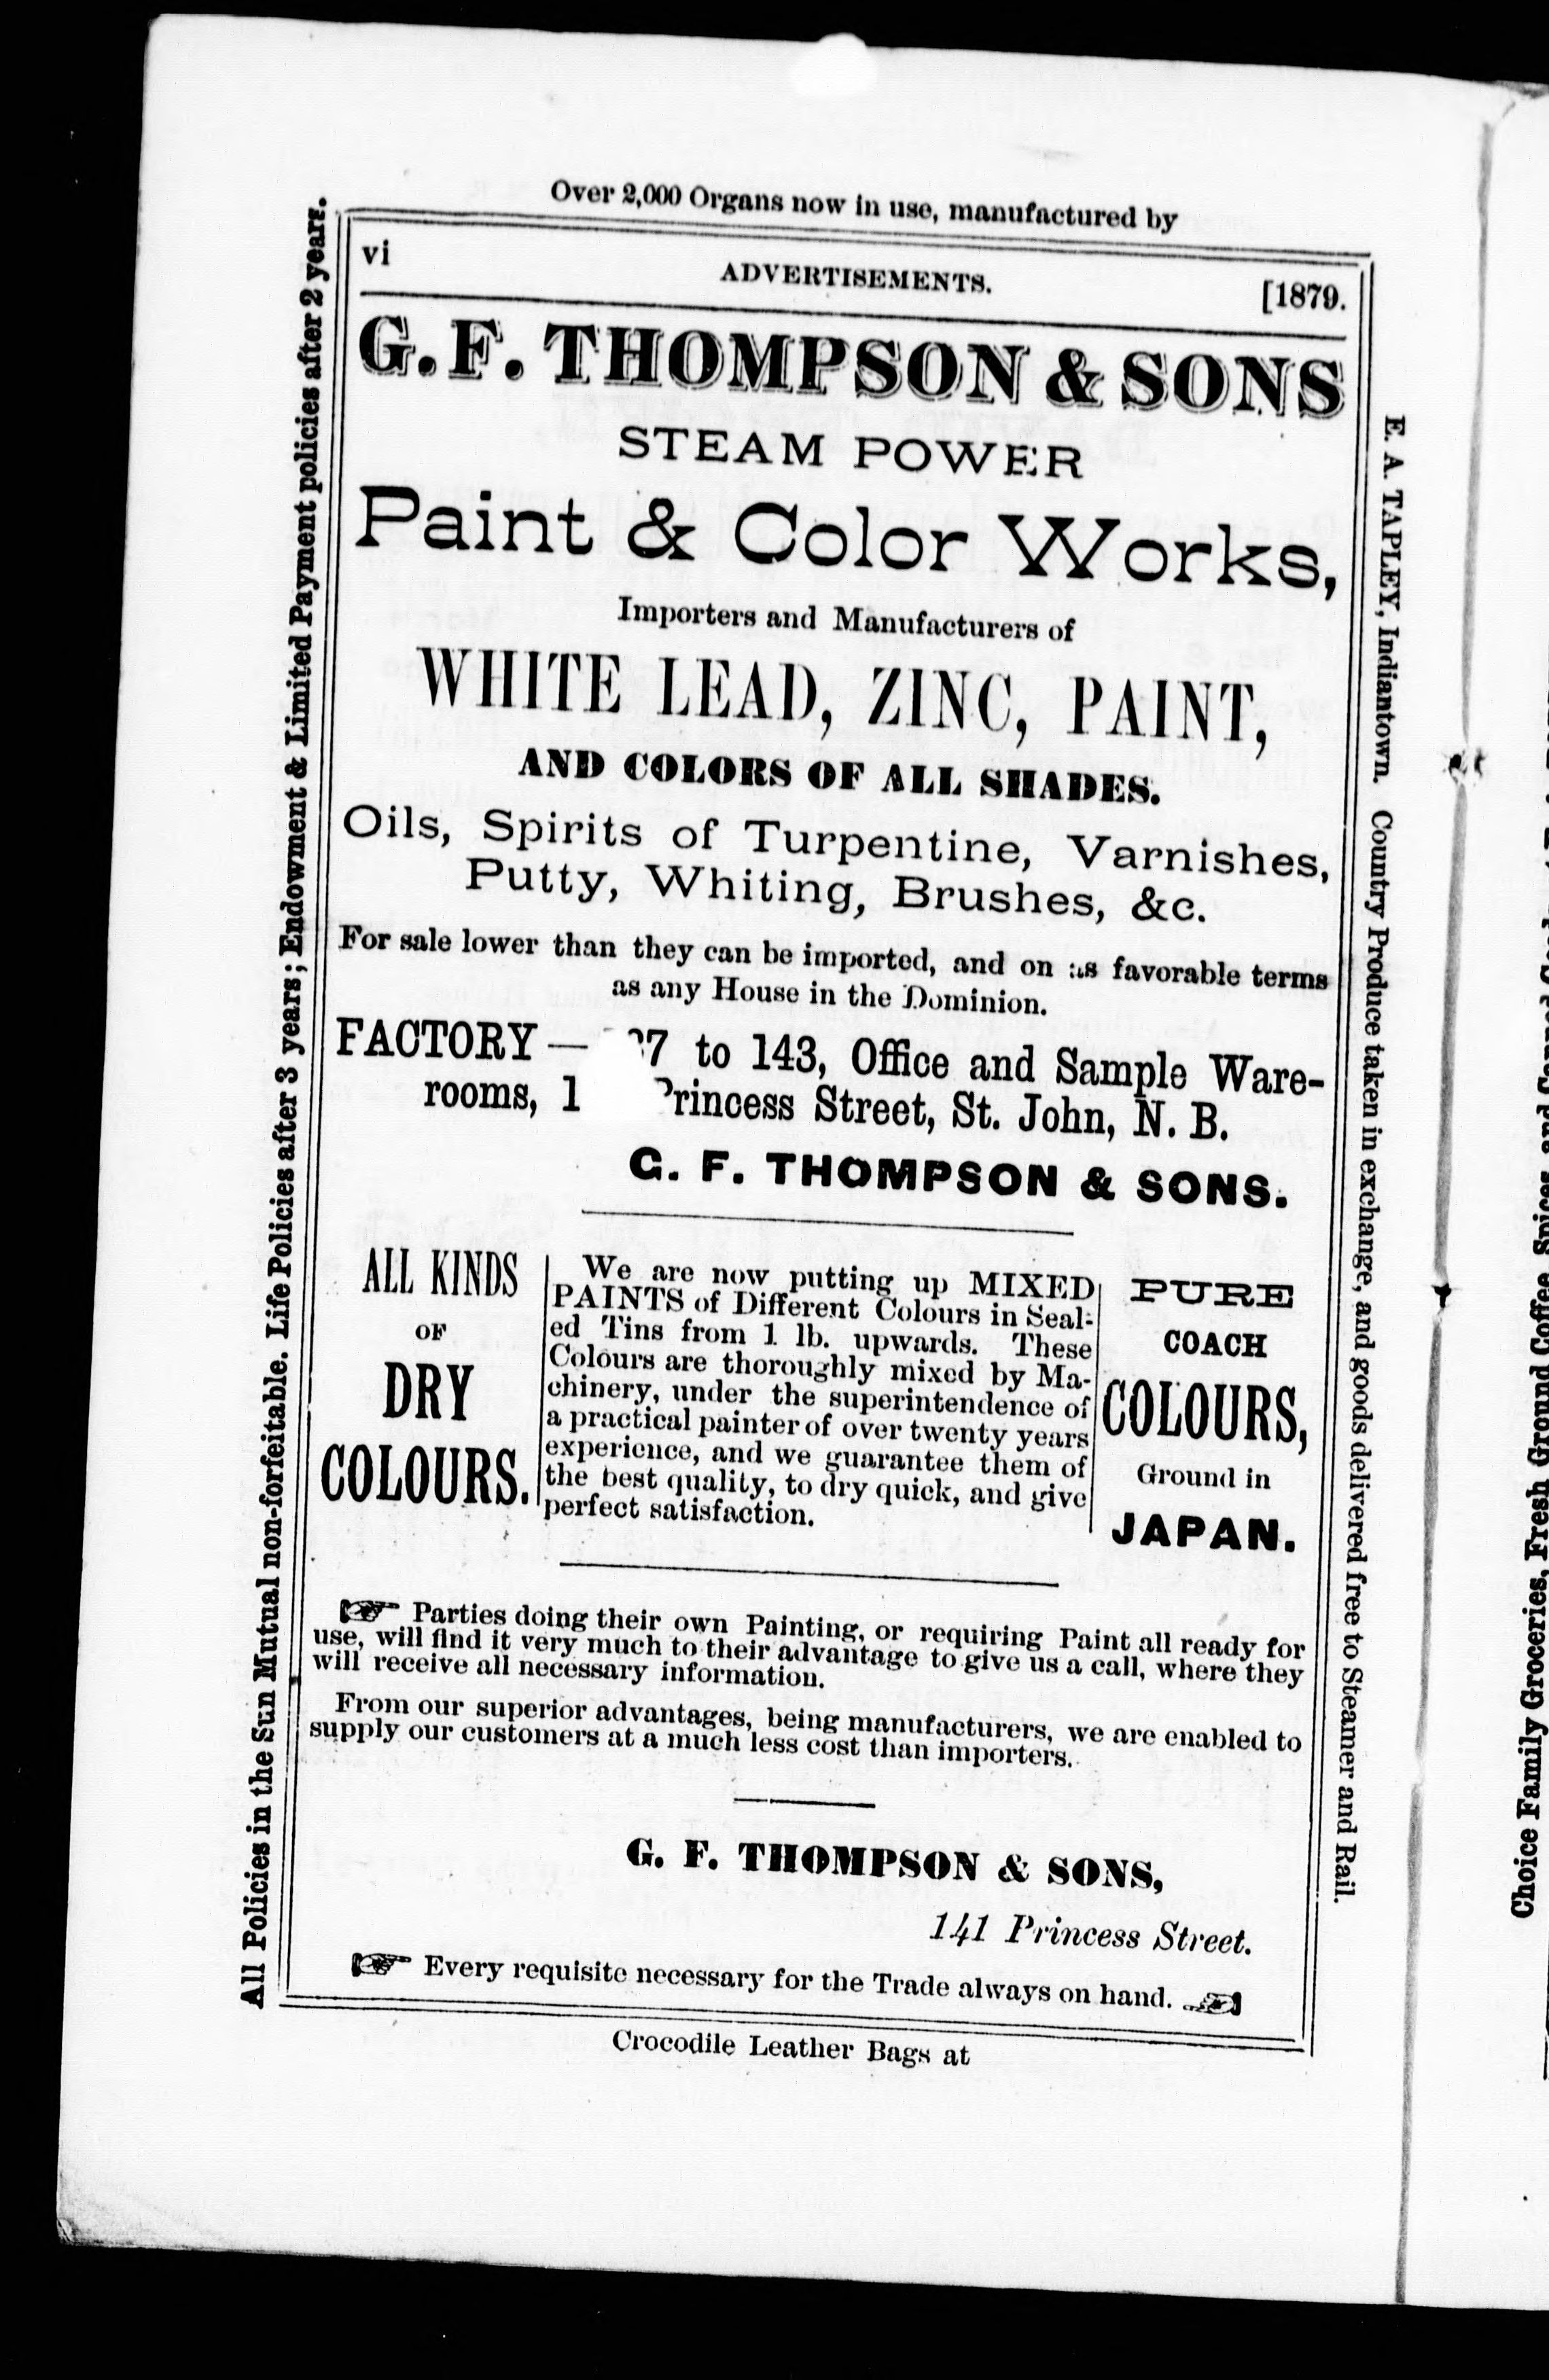 Over 2,000 Organs now in use, manufactured by
vi
ADVERTISEMENTS.
[1879.
G. F. THOMPSON & SONS
STEAM POWER
Paint & Color Works,
Importers and Manufacturers of
WHITE LEAD, ZINC, PAINT,
AND COLORS OF ALL SHADES.
Oils, Spirits of Turpentine, Varnishes,
Putty, Whiting, Brushes, &c.
For sale lower than they can be imported, and on as favorable terms
as any House in the Dominion.
FACTORY — to 143, Office and Sample Ware-
rooms, Street, St. John, N. B.
G. F. THOMPSON & SONS.
ALL KINDS
OF
DRY
COLOURS.
We are now putting up MIXED
PAINTS of Different Colours in Seal-
ed Tins from 1 lb. upwards. These
Colours are thoroughly mixed by Ma-
chinery, under the superintendence of
a practical painter of over twenty years
experience, and we guarantee them of
the best quality, to dry quick, and give
perfect satisfaction.
PURE
COACH
COLOURS,
Ground in
JAPAN.
☞ Parties doing their own Painting, or requiring Paint all ready for
use, will find it very much to their advantage to give us a call, where they
will receive all necessary information.
From our superior advantages, being manufacturers, we are enabled to
supply our customers at a much less cost than importers.
G. F. THOMPSON & SONS,
141 Princess Street.
☞ Every requisite necessary for the Trade always on hand. ☜
Crocodile Leather Bags at
All Policies in the Sun Mutual non-forfeitable. Life Policies after 3 years; Endowment & Limited Payment policies after 2 years.
E. A. TAPLEY, Indiantown. Country Produce taken in exchange, and goods delivered free to Steamer and Rail.
Choice Family Groceries, Fresh Ground Coffee, Spices and